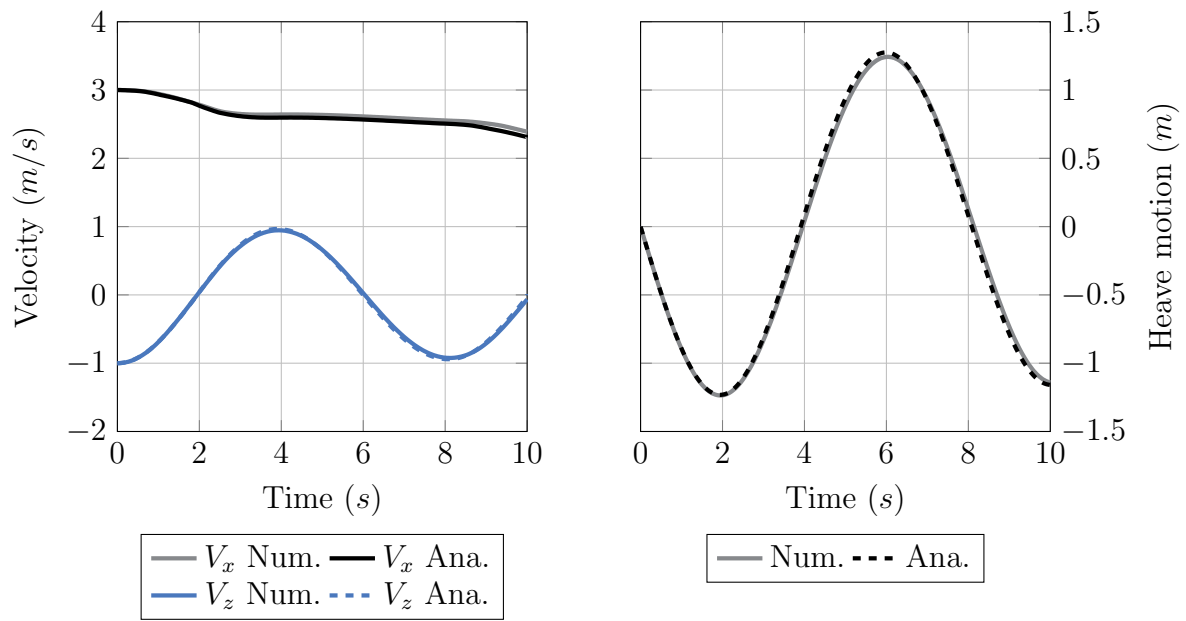 4
3
2
1
0
−1
−2
Velocity (m/s)
0 2 4 6 8 10
Time (s)
V_x Num. V_x Ana.
V_z Num. V_z Ana.
1.5
1
0.5
0
−0.5
−1
−1.5
Heave motion (m)
0 2 4 6 8 10
Time (s)
Num. Ana.